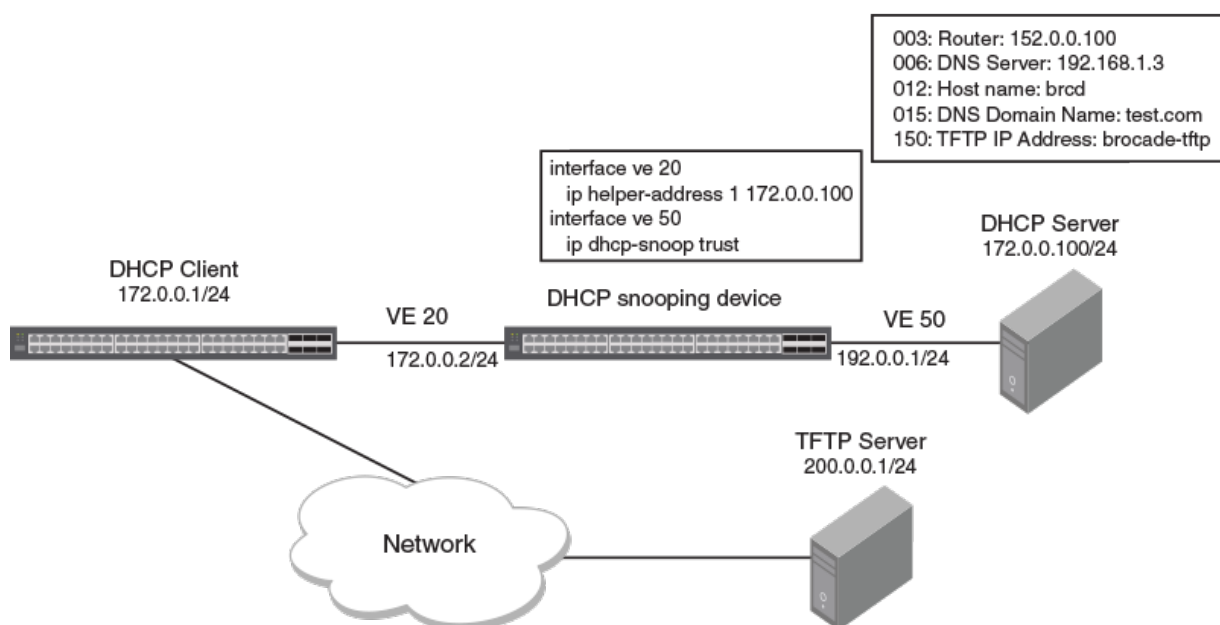 003: Router: 152.0.0.100
006: DNS Server: 192.168.1.3
012: Host name: brcd
015: DNS Domain Name: test.com
150: TFTP IP Address: brocade-tftp
interface ve 20
ip helper-address 1 172.0.0.100
interface ve 50
ip dhcp-snoop trust
DHCP Server
172.0.0.100/24
DHCP Client
172.0.0.1/24
DHCP snooping device
VE 20
VE 50
172.0.0.2/24
192.0.0.1/24
TFTP Server
200.0.0.1/24
Network